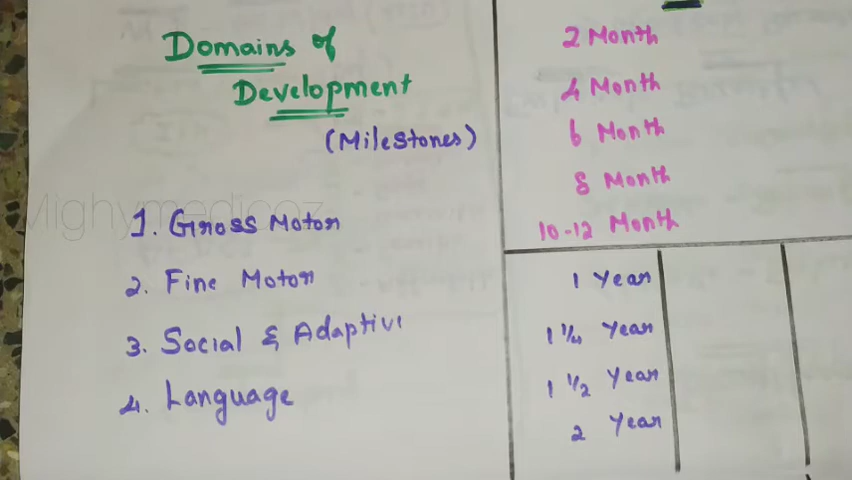 Domains of
Development
(Milestones)
1. Gross Motor
2. Fine Motor
3. Social & Adaptive
4. Language
2 Month
4 Month
6 Month
8 Month
10-12 Month
1 Year
1 1/4 Year
1 1/2 Year
2 Year
Mighymedicoz